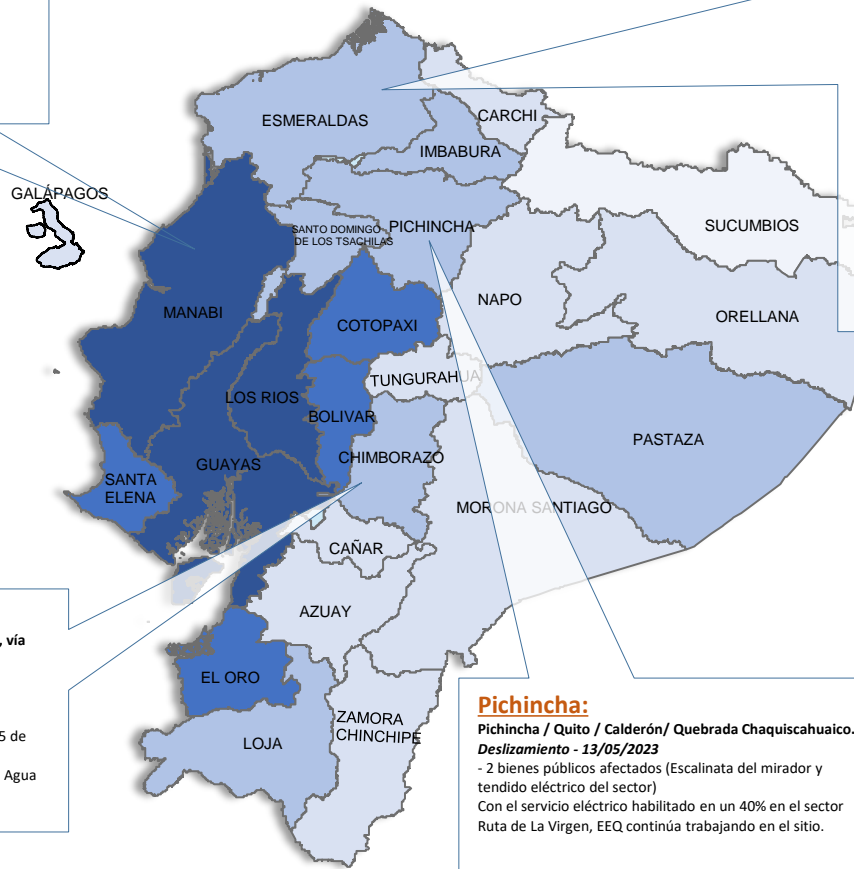 ESMERALDAS
CARCHI
IMBABURA
GALÁPAGOS
SUCUMBIOS
SANTO DOMINGO
DE LOS TSACHILAS
PICHINCHA
NAPO
ORELLANA
MANABI
COTOPAXI
TUNGURAHUA
LOS RIOS
BOLIVAR
PASTAZA
CHIMBORAZO
GUAYAS
SANTA
ELENA
MORONA SANTIAGO
CAÑAR
AZUAY
, vía
EL ORO
5 de
Agua
LOJA
ZAMORA
CHINCHIPE
Pichincha:
Pichincha / Quito / Calderón/ Quebrada Chaquiscahuaico.
Deslizamiento - 13/05/2023
- 2 bienes públicos afectados (Escalinata del mirador y
tendido eléctrico del sector)
Con el servicio eléctrico habilitado en un 40% en el sector
Ruta de La Virgen, EEQ continúa trabajando en el sitio.